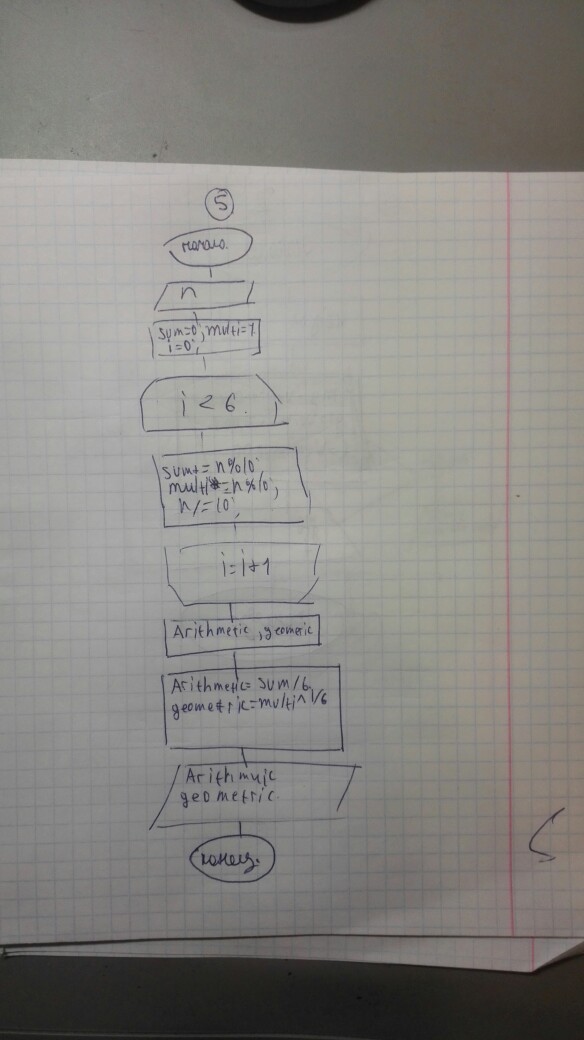 5
начало.
n
sum=0; multi=1
i=0;
i < 6.
sum+= n%10;
multi*=n%10;
n/=10;
i=i+1
Arithmetic, geometric
Arithmetic= sum/6,
geometric=multi^1/6
Arithmetic
geometric.
конец.